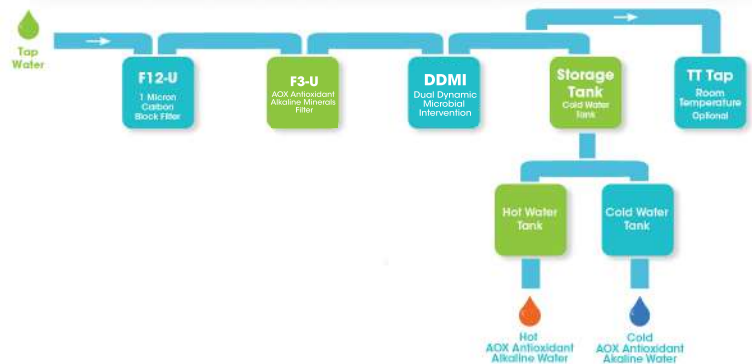 Tap
Water
F12-U
1 Micron
Carbon
Block Filter
F3-U
AOX Antioxidant
Alkaline Minerals
Filter
DDMI
Dual Dynamic
Microbial
Intervention
Storage
Tank
Cold Water
Tank
TT Tap
Room
Temperature
Optional
Hot Water
Tank
Cold Water
Tank
Hot
AOX Antioxidant
Alkaline Water
Cold
AOX Antioxidant
Akaline Water